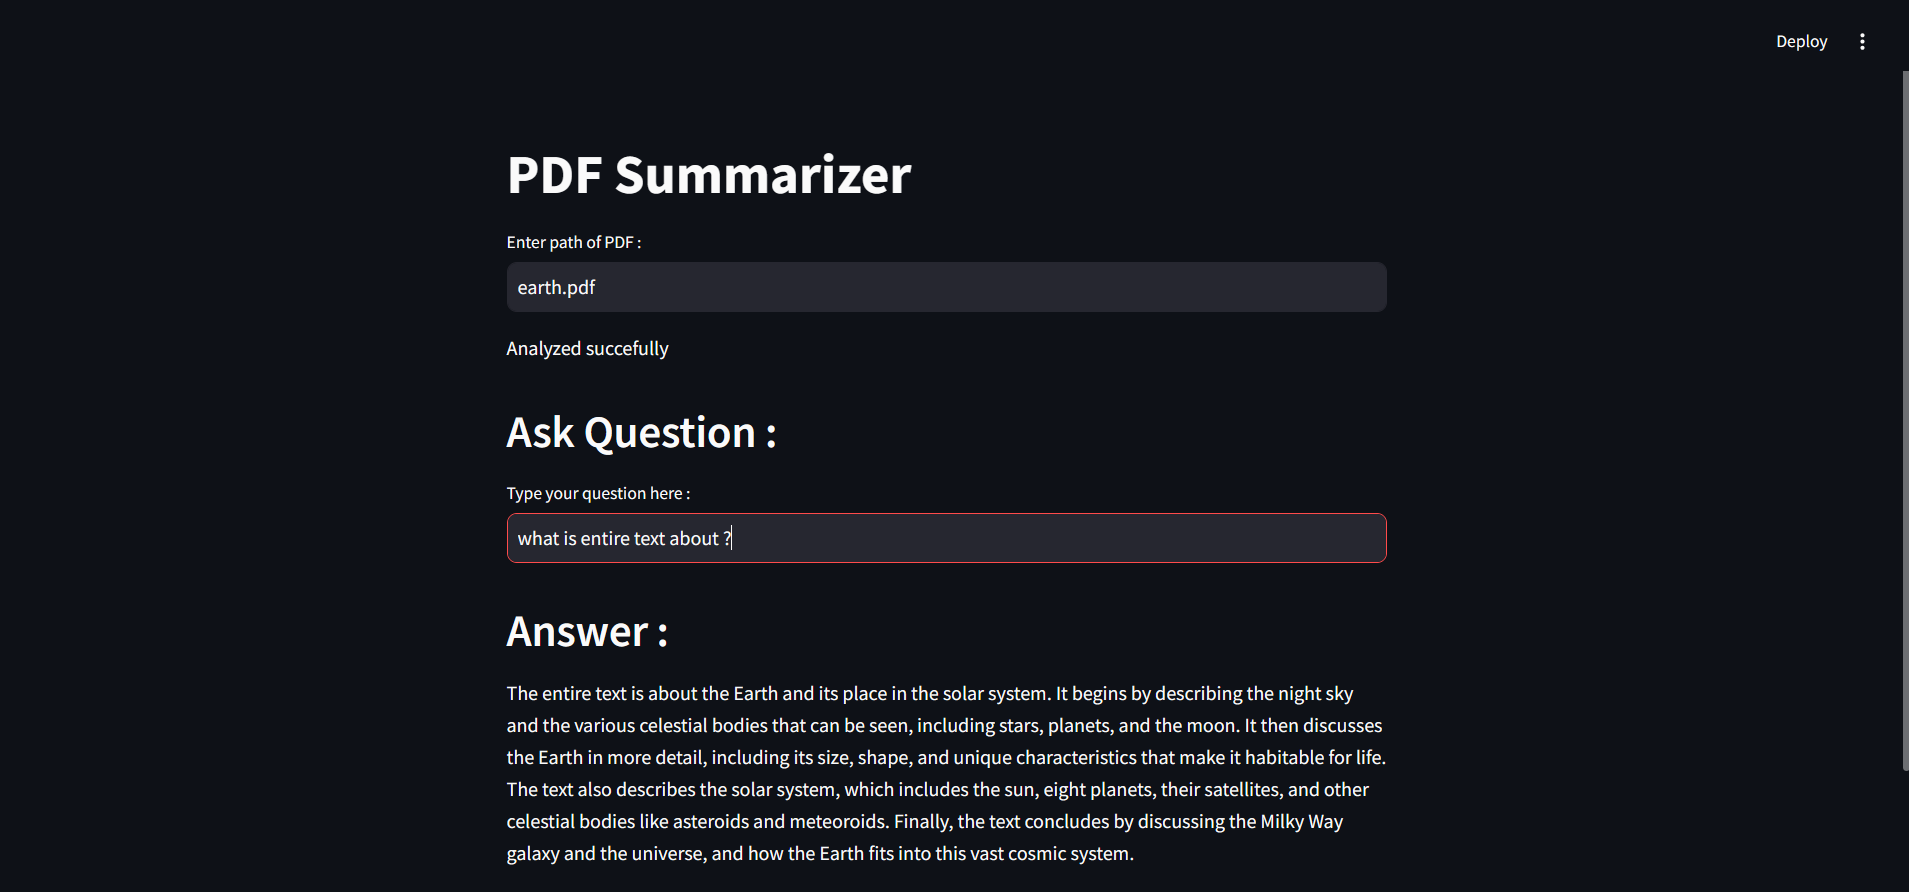 Deploy
PDF Summarizer
Enter path of PDF :
earth.pdf
Analyzed succefully
Ask Question :
Type your question here :
what is entire text about ?
Answer :
The entire text is about the Earth and its place in the solar system. It begins by describing the night sky
and the various celestial bodies that can be seen, including stars, planets, and the moon. It then discusses
the Earth in more detail, including its size, shape, and unique characteristics that make it habitable for life.
The text also describes the solar system, which includes the sun, eight planets, their satellites, and other
celestial bodies like asteroids and meteoroids. Finally, the text concludes by discussing the Milky Way
galaxy and the universe, and how the Earth fits into this vast cosmic system.